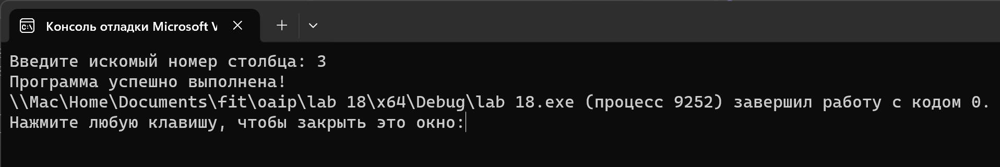 Консоль отладки Microsoft V
Введите искомый номер столбца: 3
Программа успешно выполнена!
\\Mac\Home\Documents\fit\oaip\lab 18\x64\Debug\lab 18.exe (процесс 9252) завершил работу с кодом 0.
Нажмите любую клавишу, чтобы закрыть это окно: